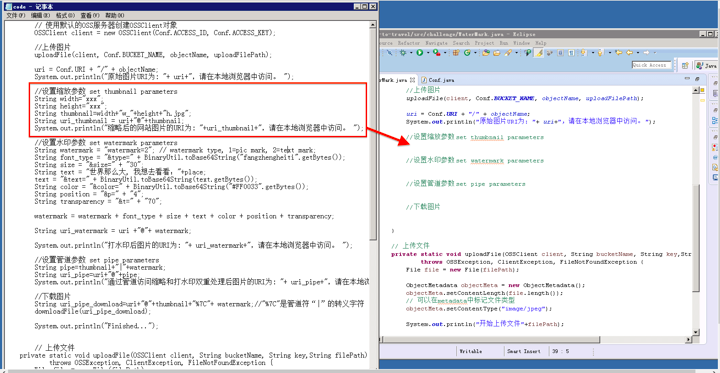 code - 记事本
文件(F) 编辑(E) 格式(O) 查看(V) 帮助(H)
// 使用默认的OSS服务器创建OSSClient对象
OSSClient client = new OSSClient(Conf.ACCESS_ID, Conf.ACCESS_KEY);
//上传图片
uploadFile(client, Conf.BUCKET_NAME, objectName, uploadFilePath);
uri = Conf.URI + "/" + objectName;
System.out.println("原始图片URI为: "+ uri+", 请在本地浏览器中访问。 ");
//设置缩放参数 set thumbnail parameters
String width="xxx";
String height="xxx";
String thumbnail=width+"w_"+height+"h.jpg";
String uri_thumbnail = uri+"@"+thumbnail;
System.out.println("缩略后的网站图片的URI为: "+uri_thumbnail+", 请在本地浏览器中访问。 ");
//设置水印参数 set watermark parameters
String watermark = "watermark=2"; // watermark type, 1=pic mark, 2=text mark
String font_type = "&type=" + BinaryUtil.toBase64String("fangzhengheiti".getBytes());
String size = "&size=" + "30";
String text = "世界那么大, 我想去看看, "+place;
text = "&text=" + BinaryUtil.toBase64String(text.getBytes());
String color = "&color=" + BinaryUtil.toBase64String("#FF0033".getBytes());
String position = "&p=" + "4";
String transparency = "&t=" + "70";
watermark = watermark + font_type + size + text + color + position + transparency;
String uri_watermark = uri +"@"+ watermark;
System.out.println("打水印后图片的URI为: "+ uri_watermark+", 请在本地浏览器中访问。 ");
//设置管道参数 set pipe parameters
String pipe=thumbnail+"|"+watermark;
String uri_pipe=uri+"@"+pipe;
System.out.println("通过管道访问缩略和打水印双重处理后图片的URI为: "+ uri_pipe+", 请在本地浏
//下载图片
String uri_pipe_download=uri+"@"+thumbnail+"%7C"+ watermark;//"%7C"是管道符"|"的转义字符
downloadFile(uri_pipe_download);
System.out.println("Finished...");
// 上传文件
private static void uploadFile(OSSClient client, String bucketName, String key,String filePath)
throws OSSException, ClientException, FileNotFoundException {
to-travel/src/challenge/WaterMark.java - Eclipse
Refactor Navigate Search Project Run Window Help
Quick Access
Java
Mark.java
Conf.java
//上传图片
uploadFile(client, Conf.BUCKET_NAME, objectName, uploadFilePath);
uri = Conf.URI + "/" + objectName;
System.out.println("原始图片URI为: "+ uri+", 请在本地浏览器中访问。 ");
//设置缩放参数set thumbnail parameters
//设置水印参数set watermark parameters
//设置管道参数set pipe parameters
//下载图片
}
// 上传文件
private static void uploadFile(OSSClient client, String bucketName, String key,Str
throws OSSException, ClientException, FileNotFoundException {
File file = new File(filePath);
ObjectMetadata objectMeta = new ObjectMetadata();
objectMeta.setContentLength(file.length());
// 可以在metadata中标记文件类型
objectMeta.setContentType("image/jpeg");
System.out.println("开始上传文件"+filePath);
Writable
Smart Insert
39 : 5